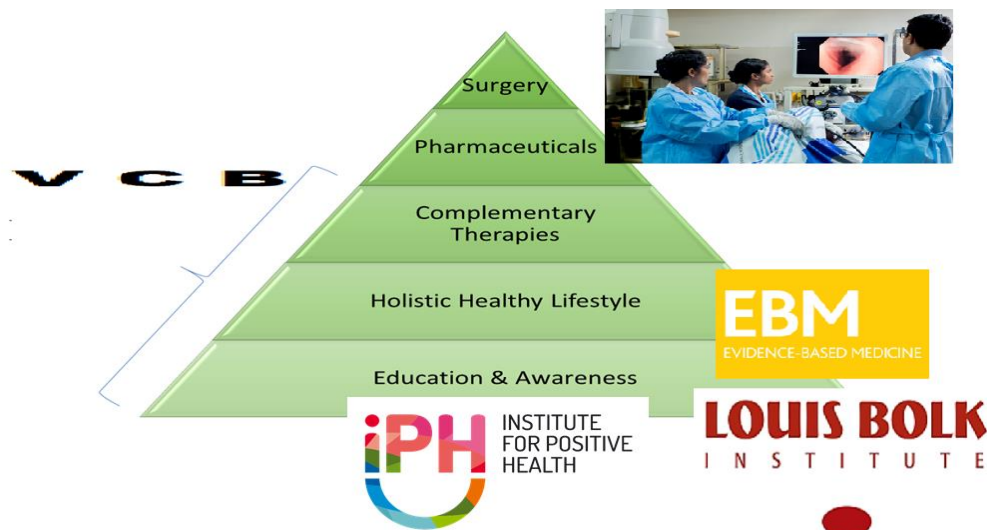 Surgery
Pharmaceuticals
VCB
Complementary
Therapies
Holistic Healthy Lifestyle
EBM
EVIDENCE-BASED MEDICINE
Education & Awareness
iPH
INSTITUTE
FOR POSITIVE
HEALTH
LOUIS BOLK
INSTITUTE